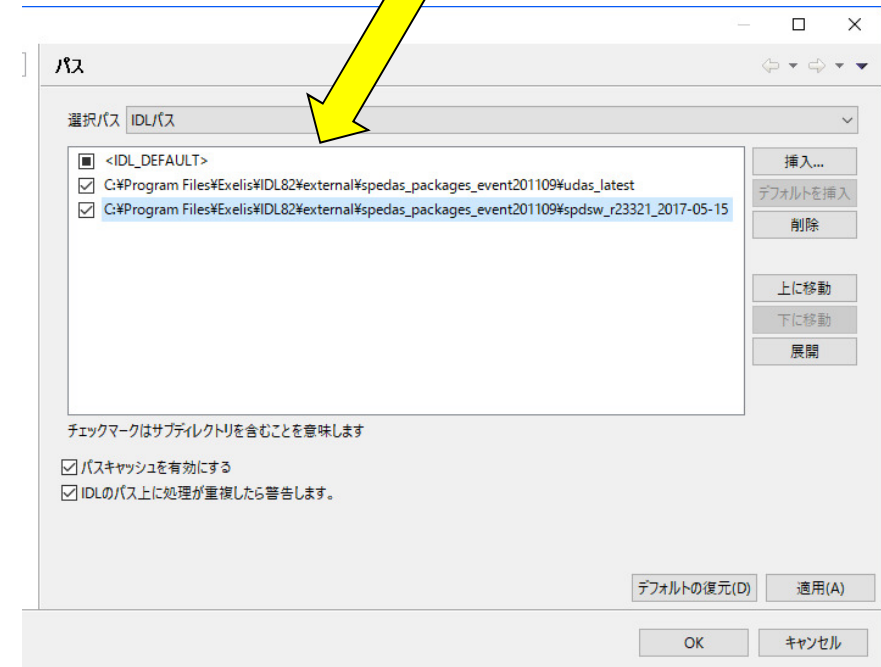 パス
選択パス IDLパス
<IDL_DEFAULT>
C:¥Program Files¥Exelis¥IDL82¥external¥spedas_packages_event201109¥udas_latest
C:¥Program Files¥Exelis¥IDL82¥external¥spedas_packages_event201109¥spdsw_r23321_2017-05-15
挿入...
デフォルトを挿入
削除
上に移動
下に移動
展開
チェックマークはサブディレクトリを含むことを意味します
パスキャッシュを有効にする
IDLのパス上に処理が重複したら警告します。
デフォルトの復元(D)
適用(A)
OK
キャンセル